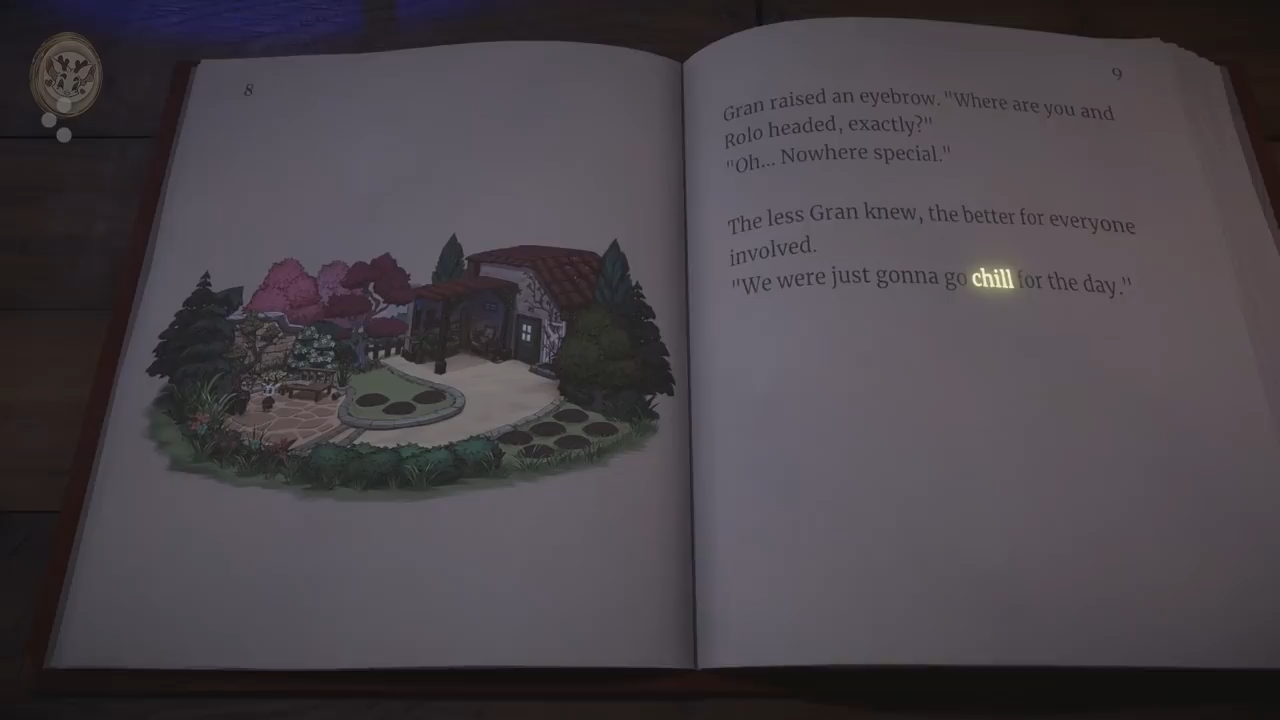 8
9
Gran raised an eyebrow. "Where are you and
Rolo headed, exactly?"
"Oh... Nowhere special."
The less Gran knew, the better for everyone
involved.
"We were just gonna go chill for the day."